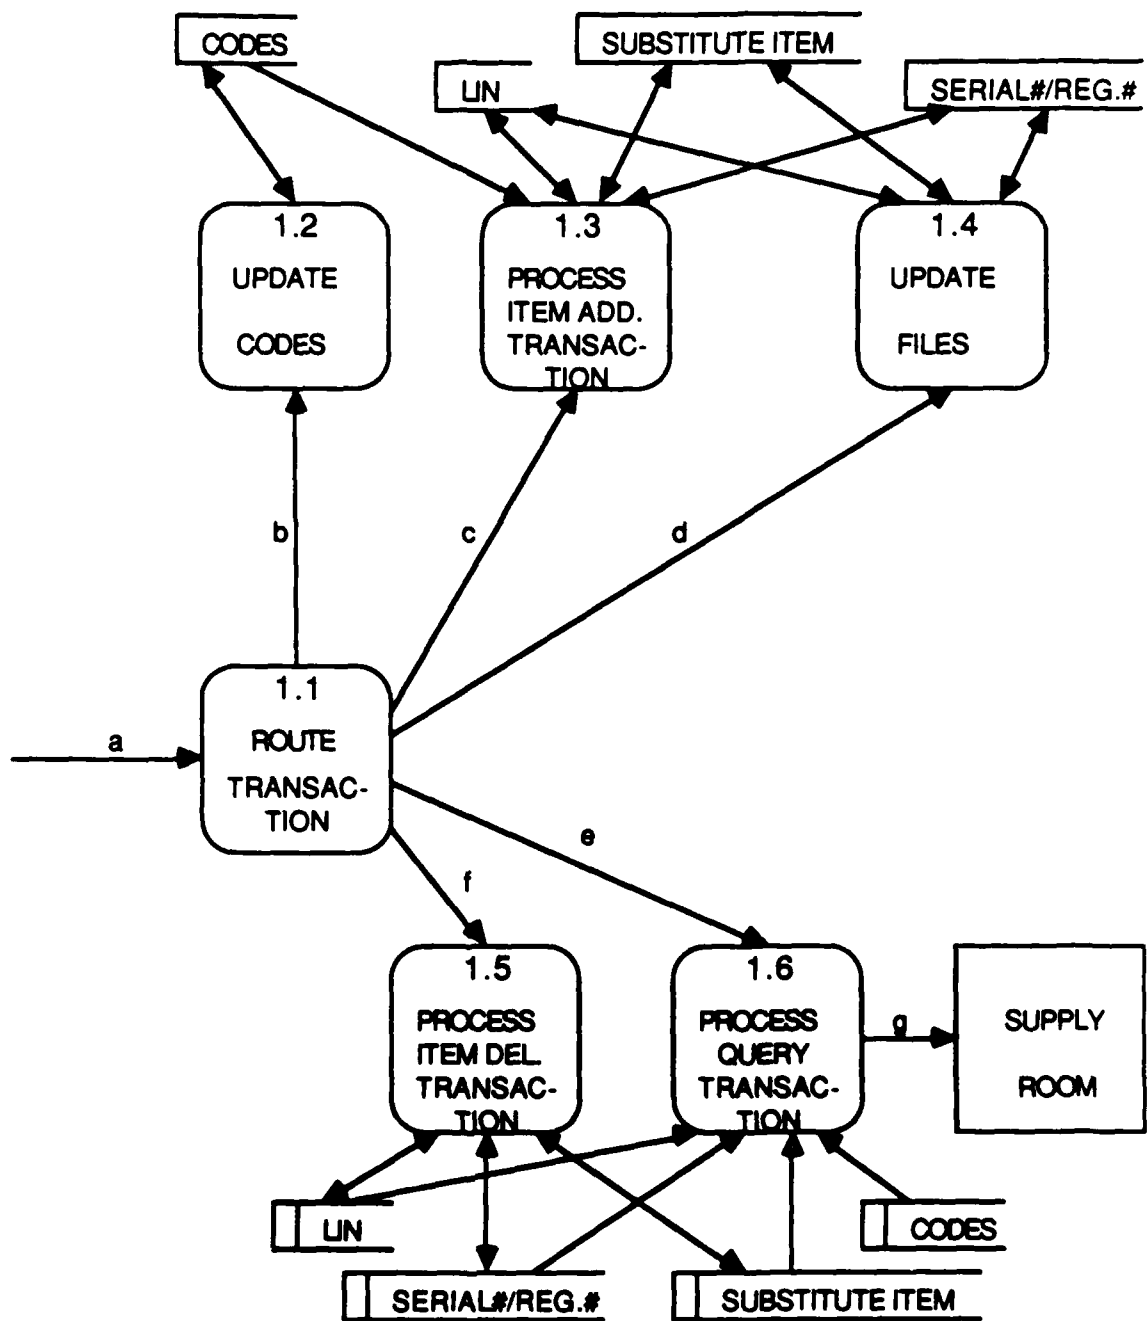 CODES
SUBSTITUTE ITEM
LIN
SERIAL#/REG.#
1.2
UPDATE
CODES
1.3
PROCESS
ITEM ADD.
TRANSAC-
TION
1.4
UPDATE
FILES
b
c
d
1.1
ROUTE
TRANSAC-
TION
a
e
f
1.5
PROCESS
ITEM DEL.
TRANSAC-
TION
1.6
PROCESS
QUERY
TRANSAC-
TION
g
SUPPLY
ROOM
LIN
CODES
SERIAL#/REG.#
SUBSTITUTE ITEM